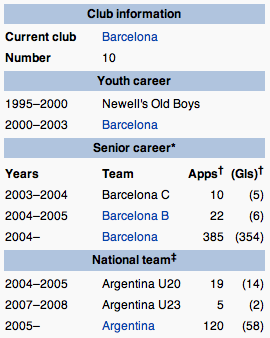 Club information
Current club Barcelona
Number 10
Youth career
1995–2000 Newell's Old Boys
2000–2003 Barcelona
Senior career*
Years Team Apps† (Gls)†
2003–2004 Barcelona C 10 (5)
2004–2005 Barcelona B 22 (6)
2004– Barcelona 385 (354)
National team‡
2004–2005 Argentina U20 19 (14)
2007–2008 Argentina U23 5 (2)
2005– Argentina 120 (58)